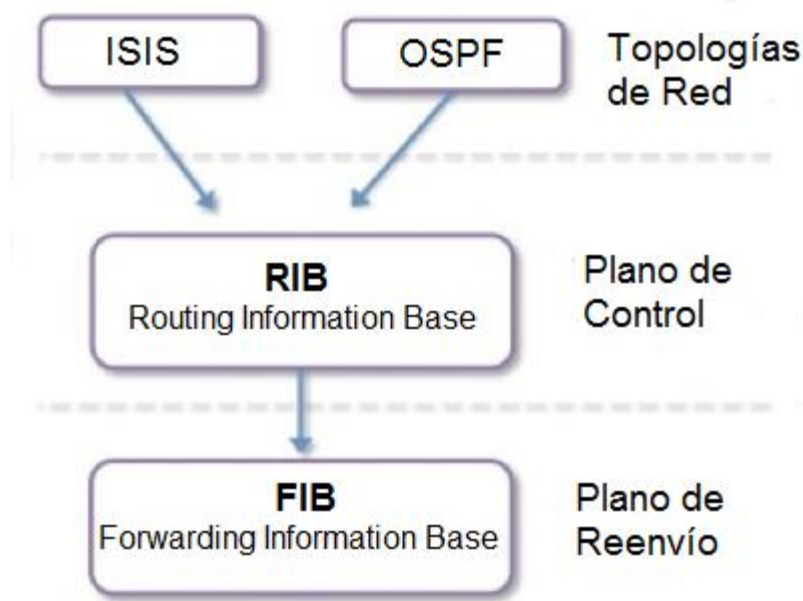 ISIS
OSPF
Topologías
de Red
RIB
Routing Information Base
Plano de
Control
FIB
Forwarding Information Base
Plano de
Reenvío